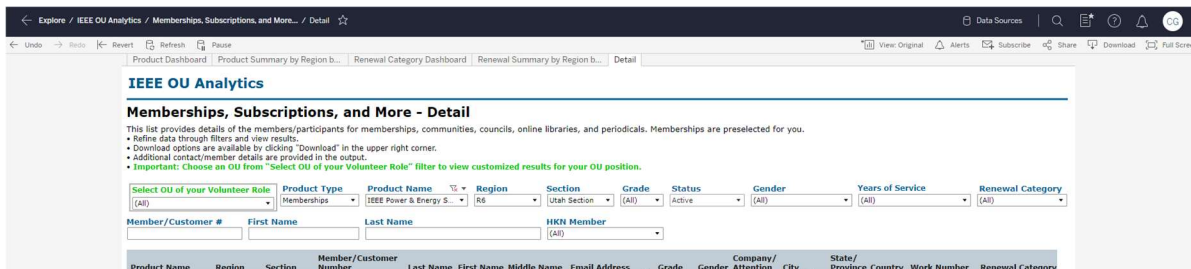 Explore / IEEE OU Analytics / Memberships, Subscriptions, and More... / Detail
Data Sources
CG
Undo Redo Revert Refresh Pause
View: Original Alerts Subscribe Share Download Full Scre
Product Dashboard Product Summary by Region b... Renewal Category Dashboard Renewal Summary by Region b... Detail
IEEE OU Analytics
Memberships, Subscriptions, and More - Detail
This list provides details of the members/participants for memberships, communities, councils, online libraries, and periodicals. Memberships are preselected for you.
• Refine data through filters and view results.
• Download options are available by clicking "Download" in the upper right corner.
• Additional contact/member details are provided in the output.
• Important: Choose an OU from "Select OU of your Volunteer Role" filter to view customized results for your OU position.
Select OU of your Volunteer Role Product Type Product Name Region Section Grade Status Gender Years of Service Renewal Category
(All) Memberships IEEE Power & Energy S... R6 Utah Section (All) Active (All) (All) (All)
Member/Customer # First Name Last Name HKN Member
(All)
Member/Customer Company/ State/
Product Name Region Section Number Last Name First Name Middle Name Email Address Grade Gender Attention City Province Country Work Number Renewal Category